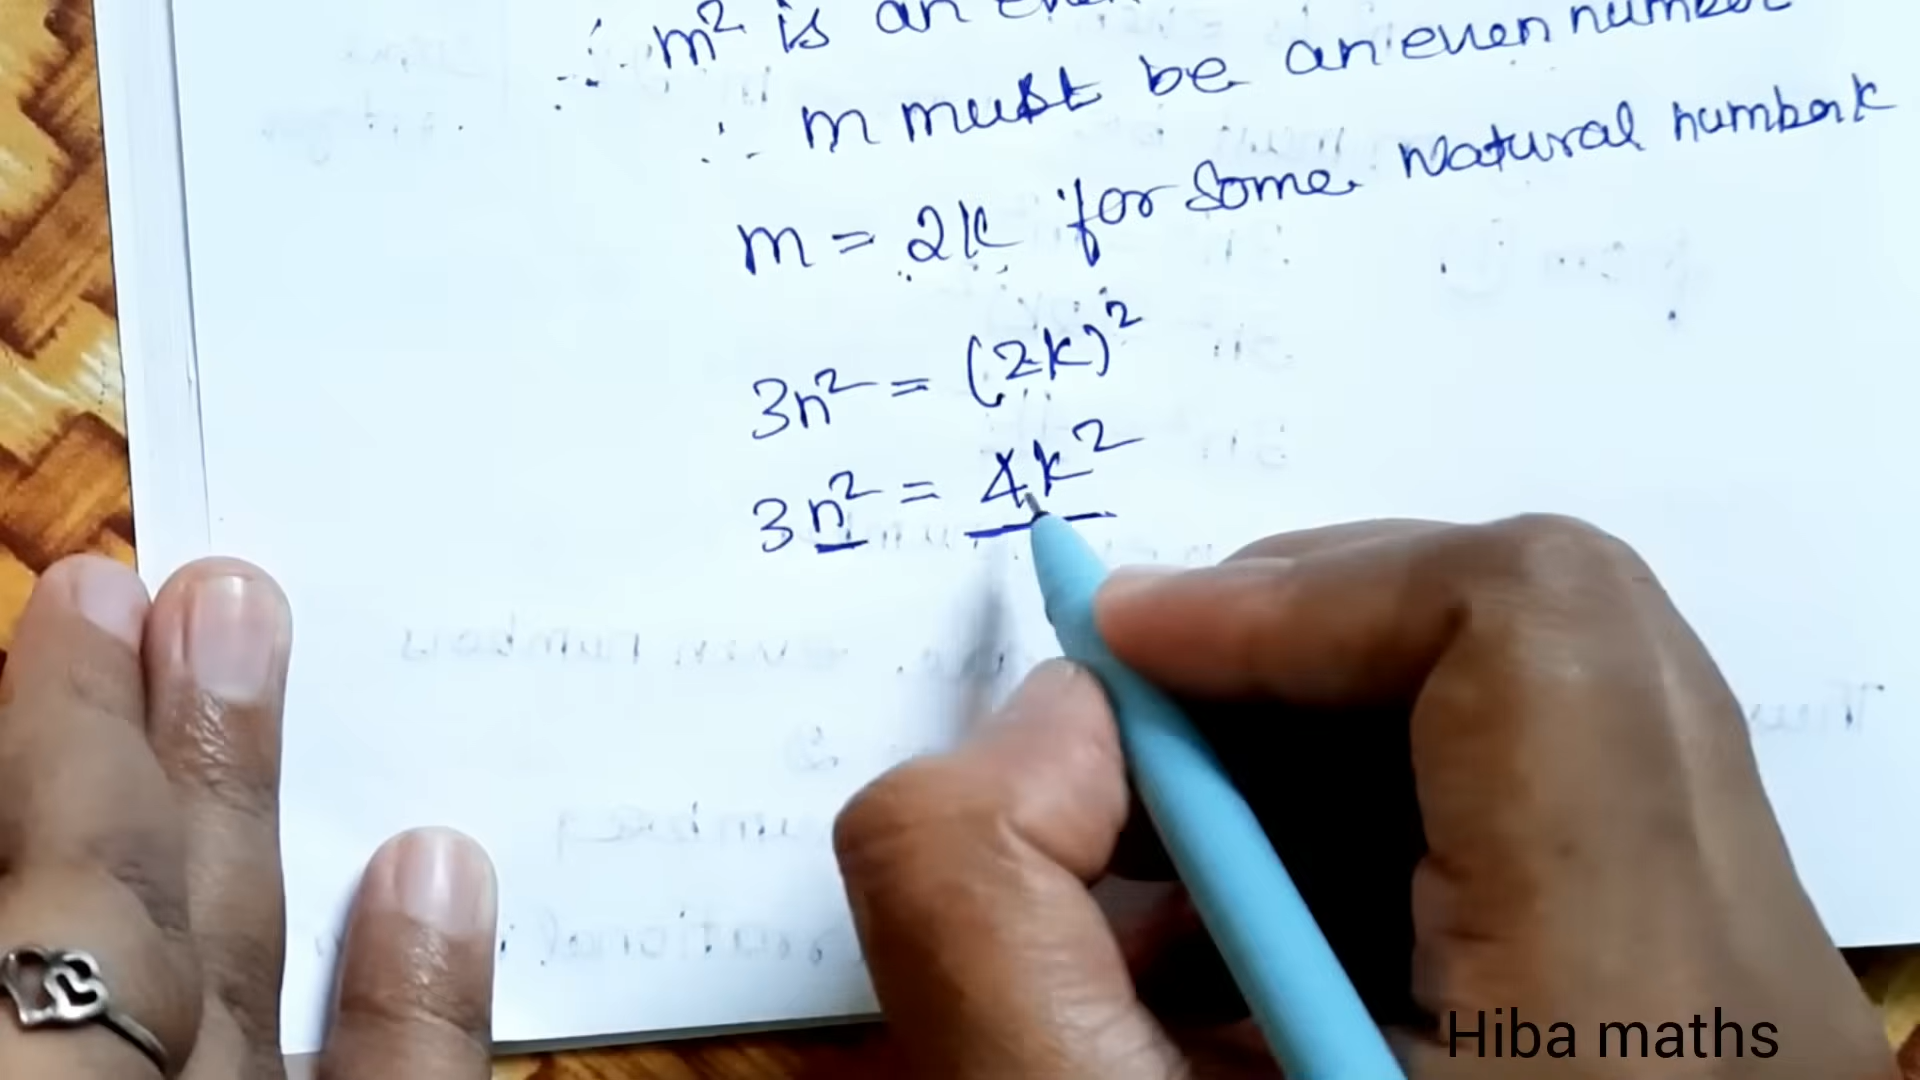 ∴ m² is an even
∴ m must be an even number
m = 2k for some natural number k
3n² = (2k)²
3n² = 4k²
Hiba maths